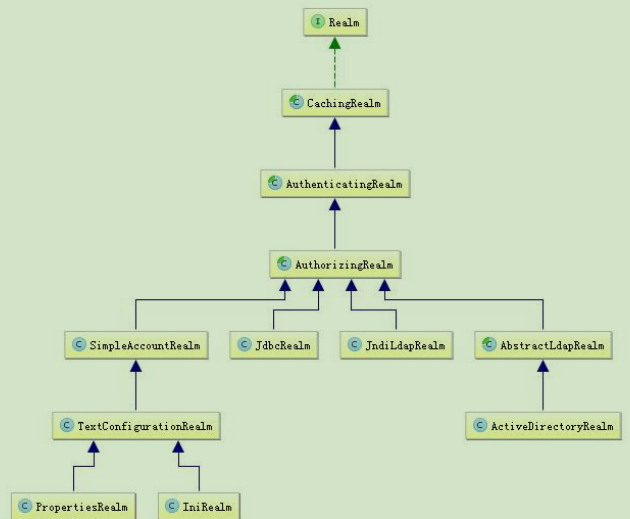 I Realm
C CachingRealm
C AuthenticatingRealm
C AuthorizingRealm
C SimpleAccountRealm
C JdbcRealm
C JndiLdapRealm
C AbstractLdapRealm
C TextConfigurationRealm
C ActiveDirectoryRealm
C PropertiesRealm
C IniRealm